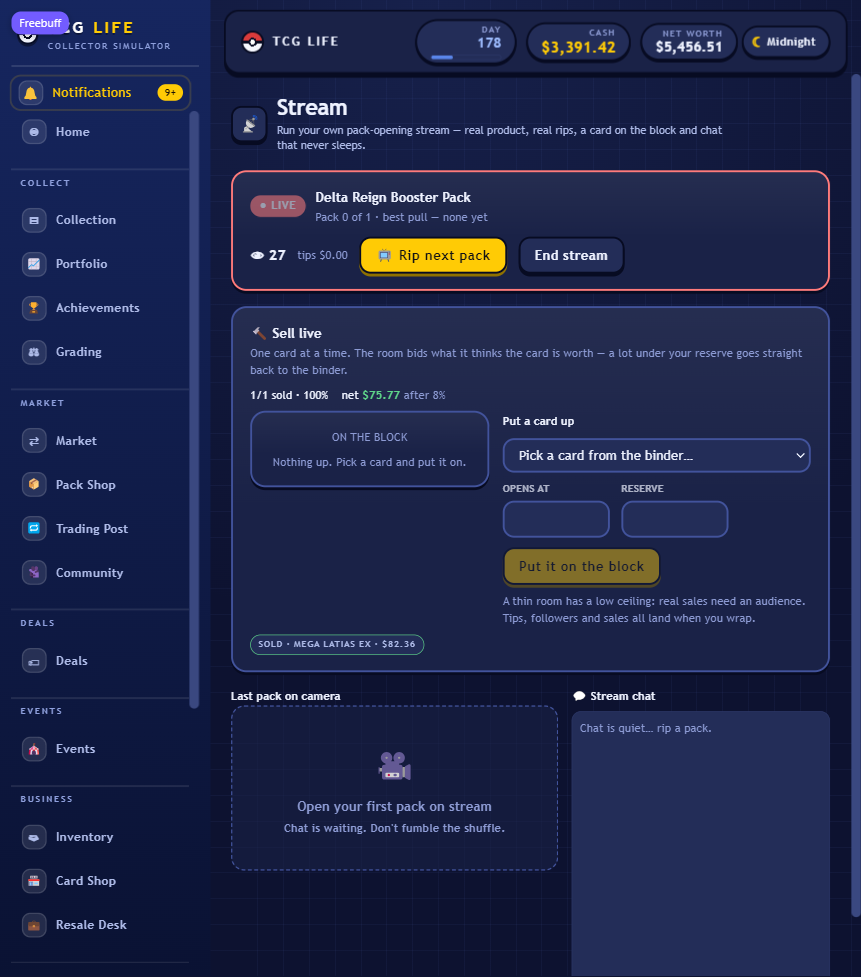 Freebuff
CG LIFE
COLLECTOR SIMULATOR
Notifications
9+
Home
COLLECT
Collection
Portfolio
Achievements
Grading
MARKET
Market
Pack Shop
Trading Post
Community
DEALS
Deals
EVENTS
Events
BUSINESS
Inventory
Card Shop
Resale Desk
TCG LIFE
DAY
178
CASH
$3,391.42
NET WORTH
$5,456.51
Midnight
Stream
Run your own pack-opening stream — real product, real rips, a card on the block and chat
that never sleeps.
• LIVE
Delta Reign Booster Pack
Pack 0 of 1 · best pull — none yet
27
tips $0.00
Rip next pack
End stream
Sell live
One card at a time. The room bids what it thinks the card is worth — a lot under your reserve goes straight
back to the binder.
1/1 sold · 100% net $75.77 after 8%
ON THE BLOCK
Nothing up. Pick a card and put it on.
Put a card up
Pick a card from the binder...
OPENS AT
RESERVE
Put it on the block
A thin room has a low ceiling: real sales need an audience.
Tips, followers and sales all land when you wrap.
SOLD · MEGA LATIAS EX · $82.36
Last pack on camera
Open your first pack on stream
Chat is waiting. Don't fumble the shuffle.
Stream chat
Chat is quiet... rip a pack.